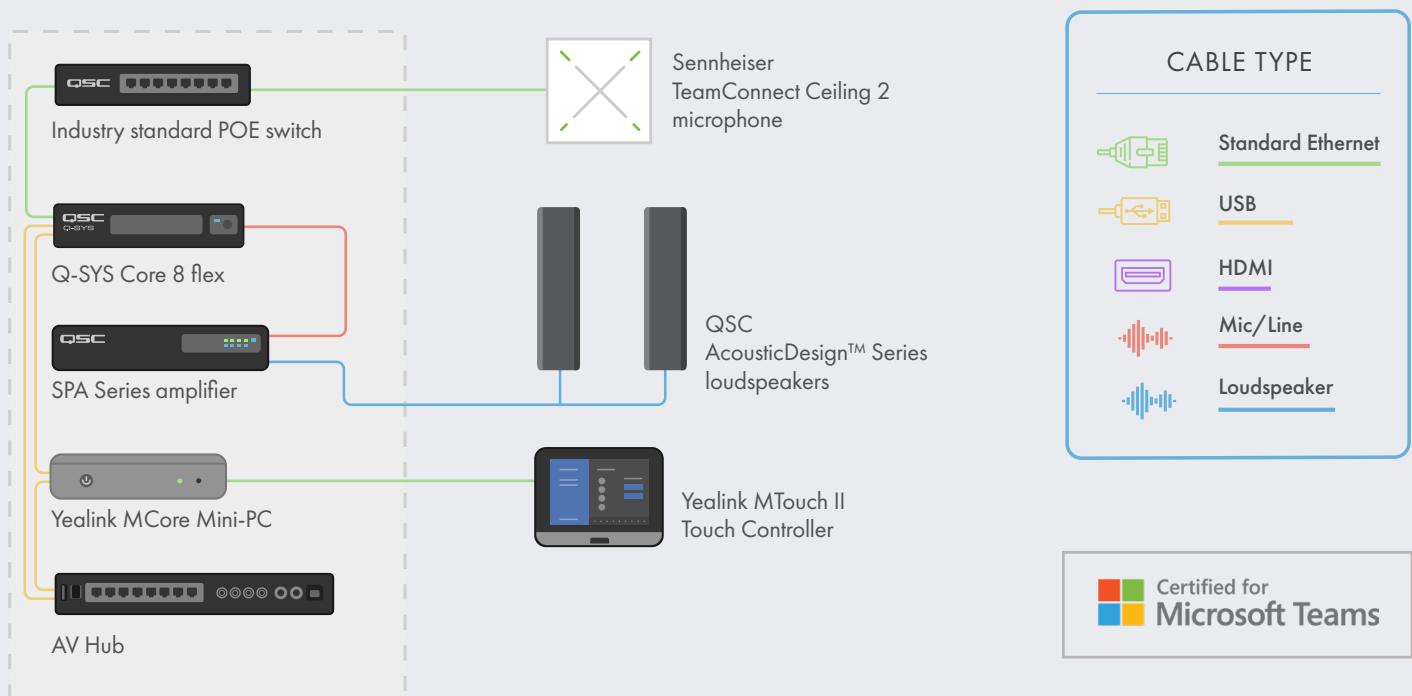 QSC
Industry standard POE switch
Sennheiser
TeamConnect Ceiling 2
microphone
QSC
Q-SYS
Q-SYS Core 8 flex
QSC
SPA Series amplifier
QSC
AcousticDesign™ Series
loudspeakers
Yealink MCore Mini-PC
Yealink MTouch II
Touch Controller
AV Hub
CABLE TYPE
Standard Ethernet
USB
HDMI
Mic/Line
Loudspeaker
Certified for
Microsoft Teams